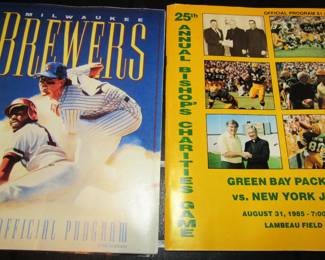 MILWAUKEE
BREWERS
OFFICIAL PROGRAM
25th
ANNUAL BISHOPS' CHARITIES GAME
OFFICIAL PROGRAM
GREEN BAY PACK
vs. NEW YORK J
AUGUST 31, 1985 - 7:00
LAMBEAU FIELD